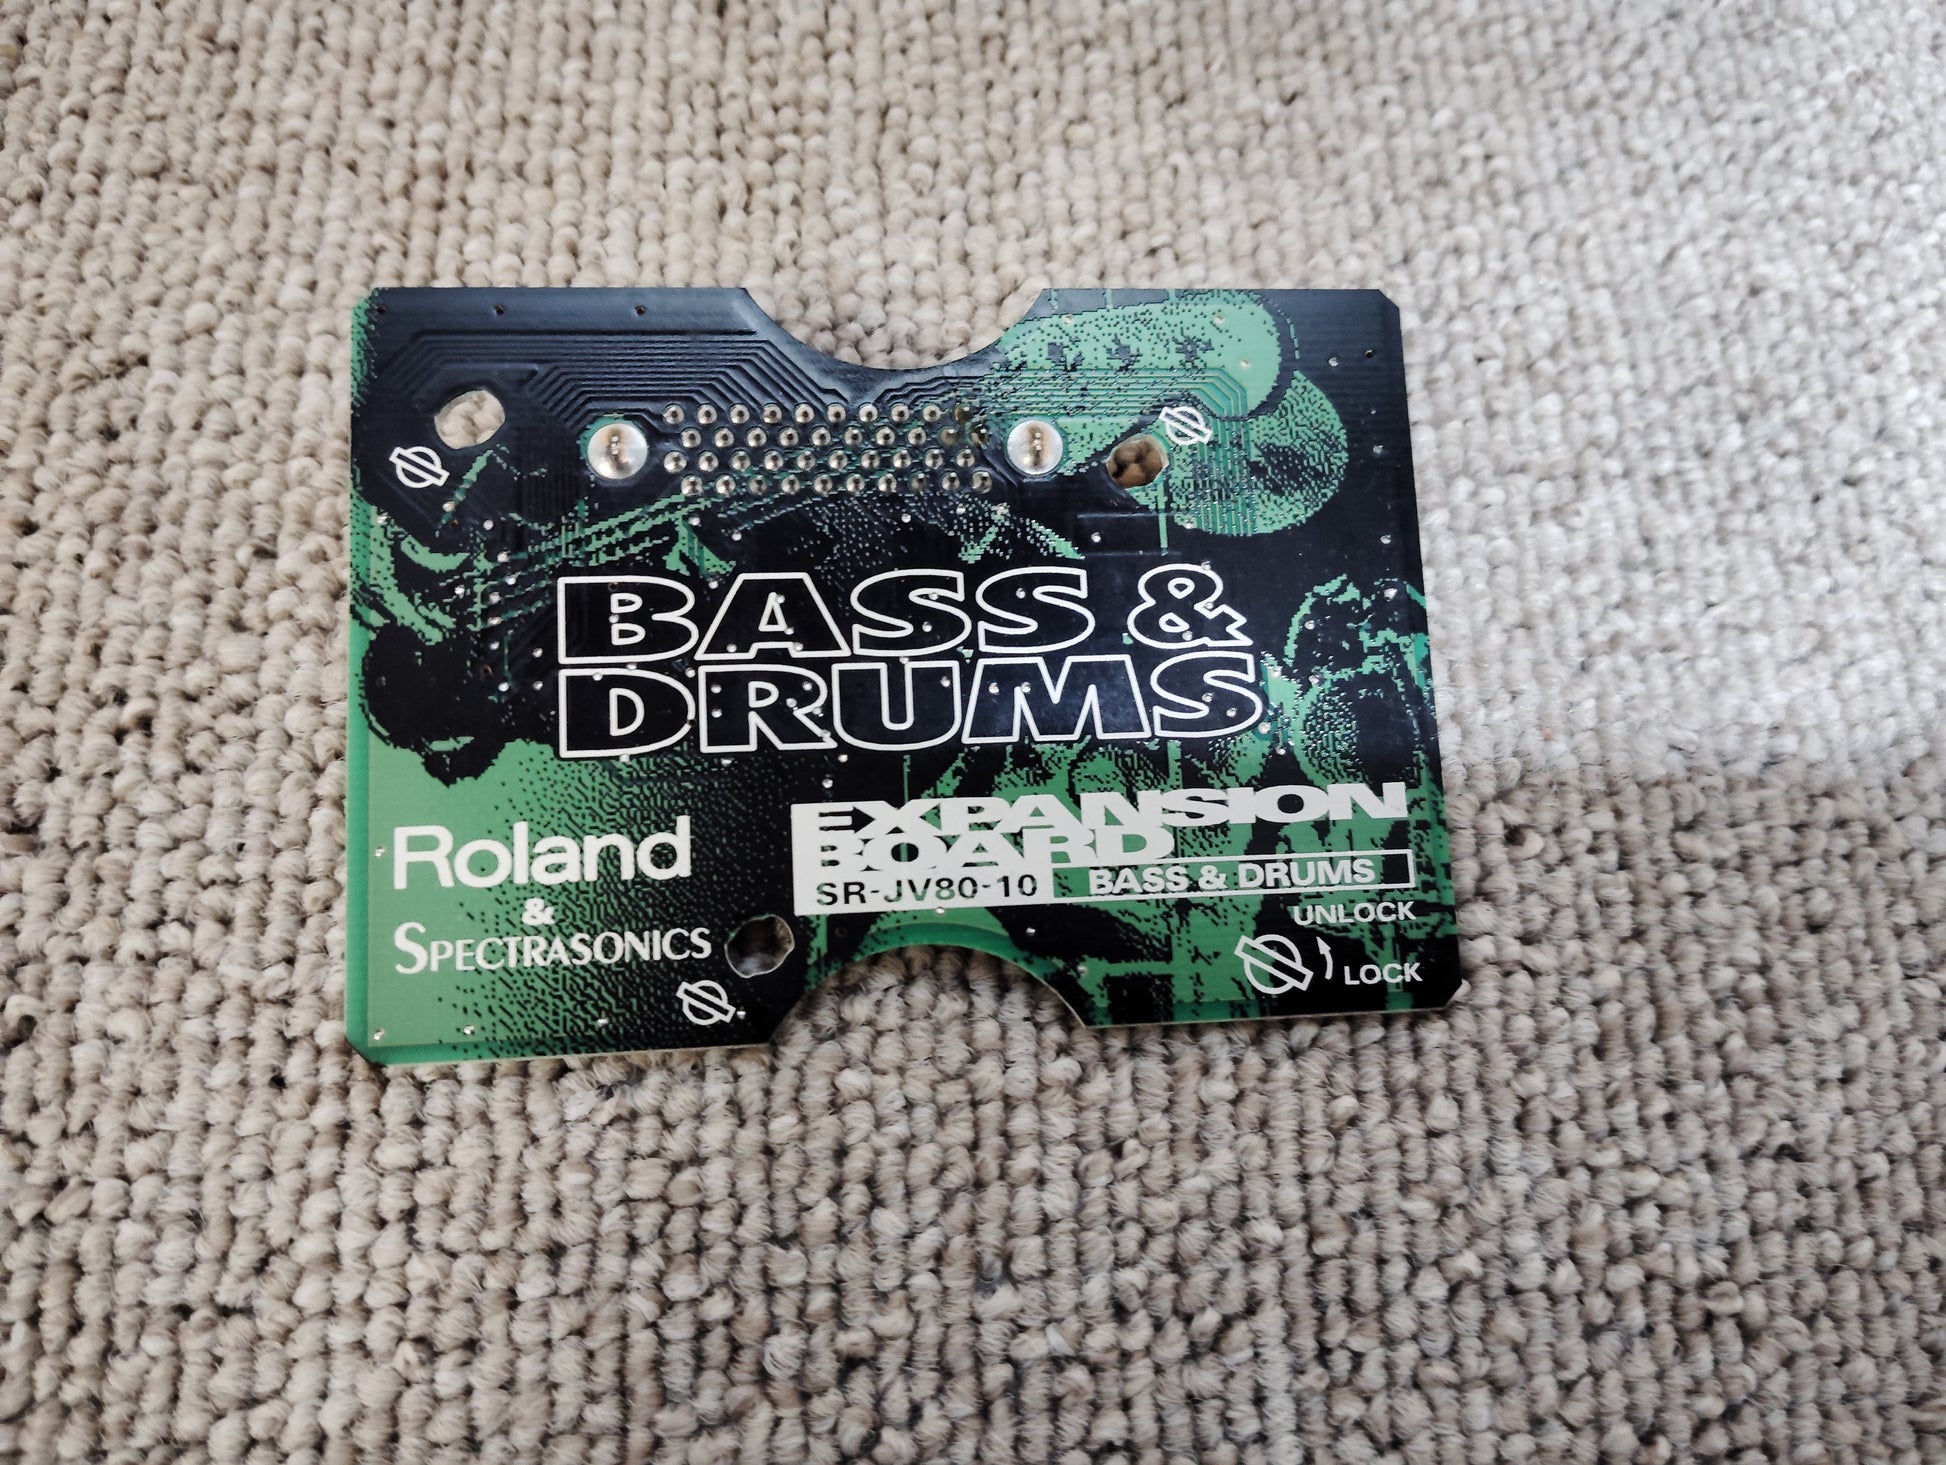 BASS &
DRUMS
EXPANSION
BOARD
SR-JV80-10 BASS & DRUMS
Roland
&
SPECTRASONICS
UNLOCK
LOCK